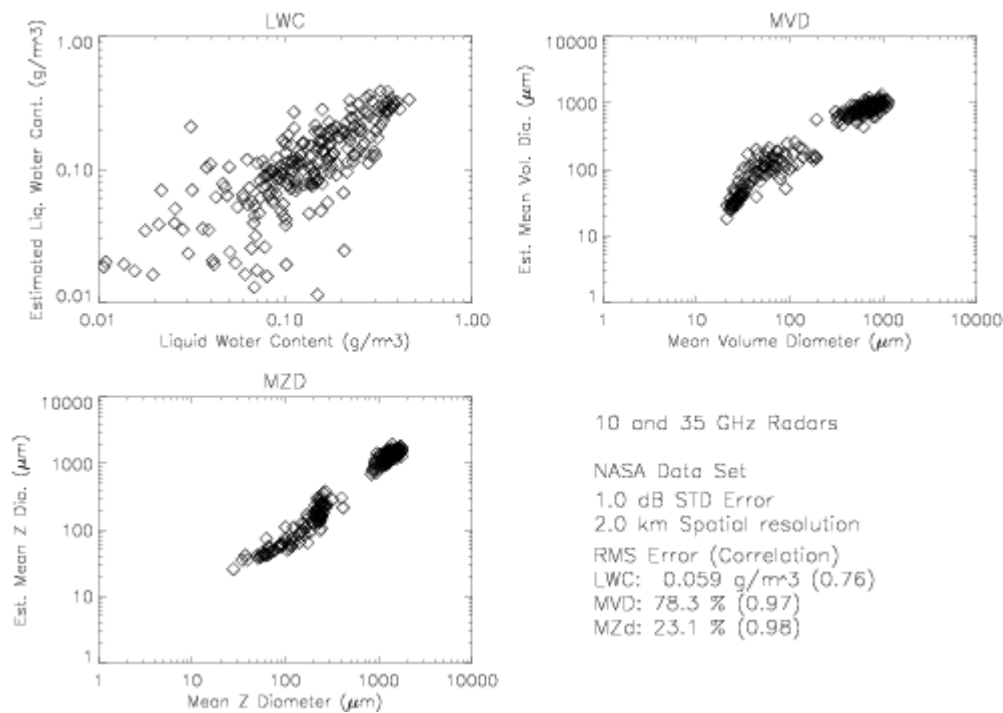 LWC
Estimated Liq. Water Cont. (g/m^3)
1.00
0.10
0.01
0.01 0.10 1.00
Liquid Water Content (g/m^3)
MVD
Est. Mean Vol. Dia. (μm)
10000
1000
100
10
1
1 10 100 1000 10000
Mean Volume Diameter (μm)
MZD
Est. Mean Z Dia. (μm)
10000
1000
100
10
1
1 10 100 1000 10000
Mean Z Diameter (μm)
10 and 35 GHz Radars
NASA Data Set
1.0 dB STD Error
2.0 km Spatial resolution
RMS Error (Correlation)
LWC: 0.059 g/m^3 (0.76)
MVD: 78.3 % (0.97)
MZd: 23.1 % (0.98)